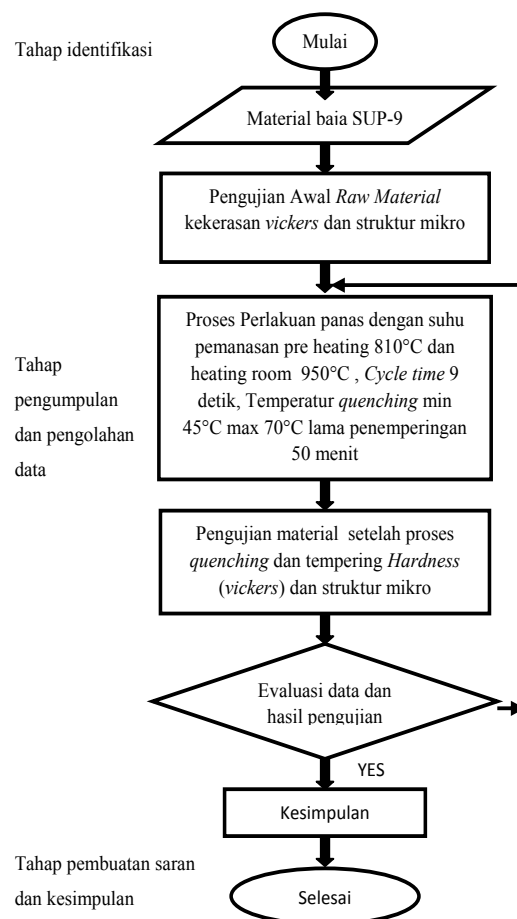 Tahap identifikasi
Mulai
Material baia SUP-9
Pengujian Awal Raw Material
kekerasan vickers dan struktur mikro
Tahap
pengumpulan
dan pengolahan
data
Proses Perlakuan panas dengan suhu
pemanasan pre heating 810°C dan
heating room 950°C , Cycle time 9
detik, Temperatur quenching min
45°C max 70°C lama penemperingan
50 menit
Pengujian material setelah proses
quenching dan tempering Hardness
(vickers) dan struktur mikro
Evaluasi data dan
hasil pengujian
YES
Kesimpulan
Tahap pembuatan saran
dan kesimpulan
Selesai